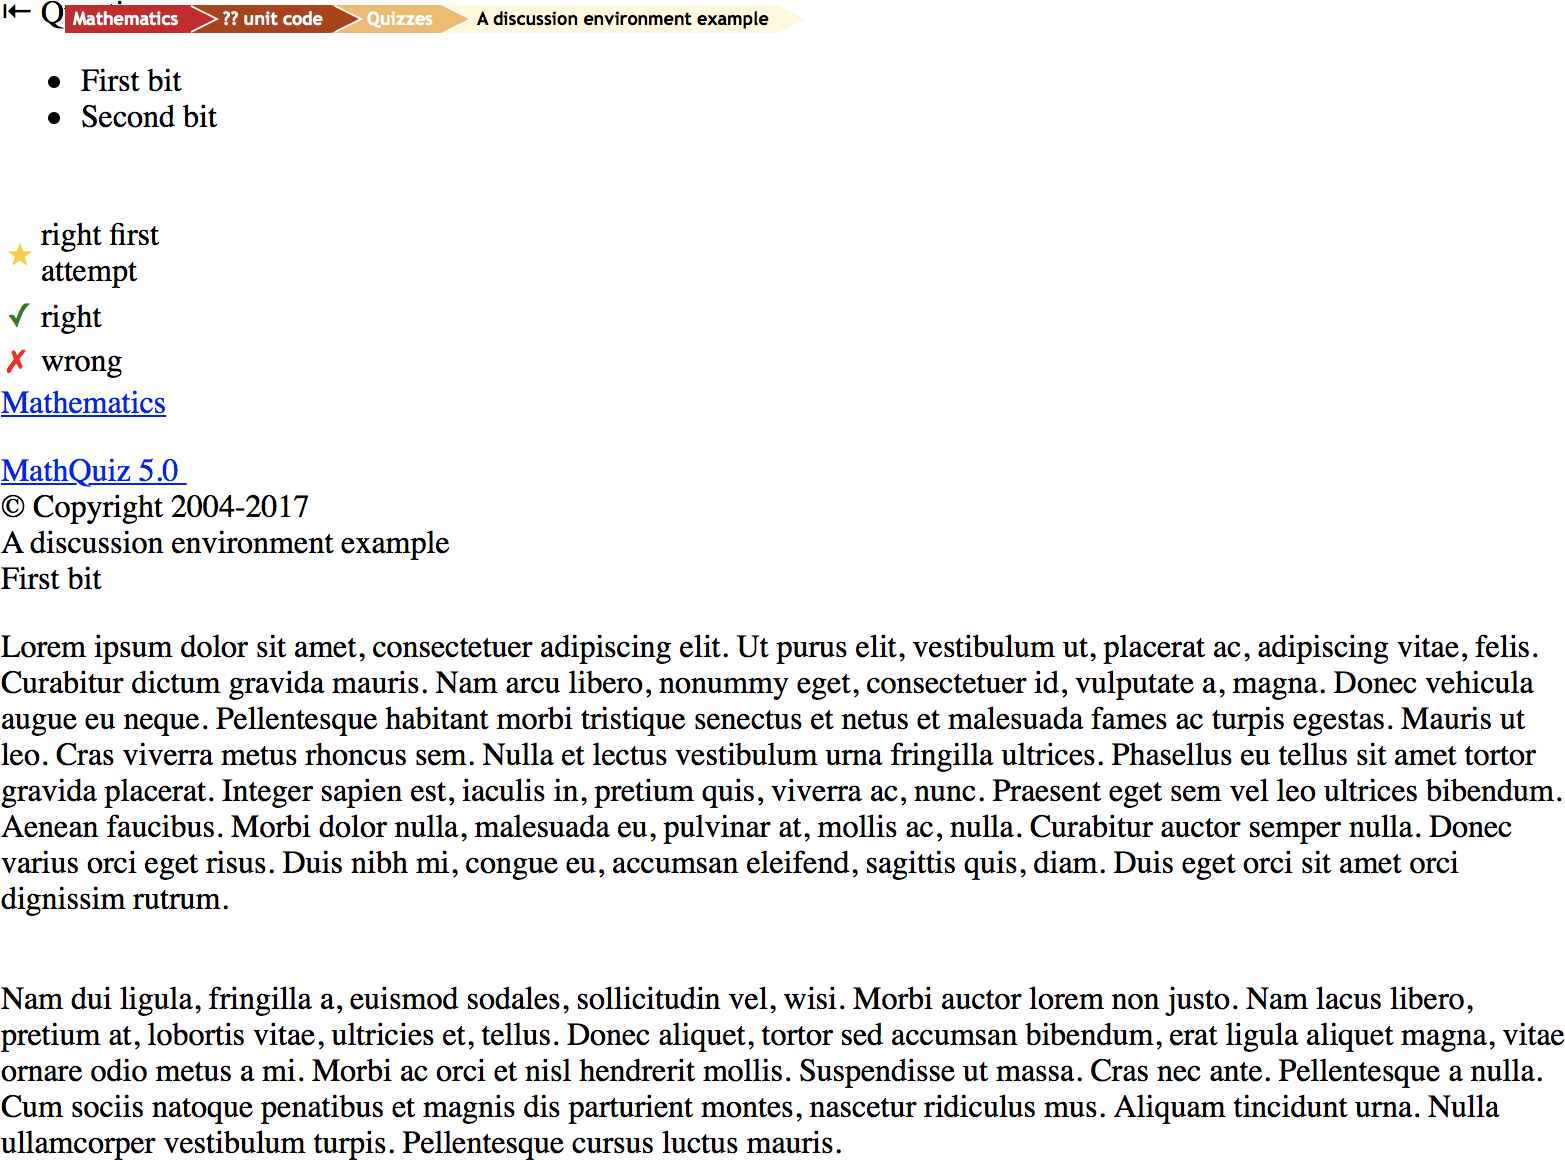 Mathematics ?? unit code Quizzes A discussion environment example
First bit
Second bit
right first
attempt
right
wrong
Mathematics
MathQuiz 5.0
© Copyright 2004-2017
A discussion environment example
First bit
Lorem ipsum dolor sit amet, consectetuer adipiscing elit. Ut purus elit, vestibulum ut, placerat ac, adipiscing vitae, felis.
Curabitur dictum gravida mauris. Nam arcu libero, nonummy eget, consectetuer id, vulputate a, magna. Donec vehicula
augue eu neque. Pellentesque habitant morbi tristique senectus et netus et malesuada fames ac turpis egestas. Mauris ut
leo. Cras viverra metus rhoncus sem. Nulla et lectus vestibulum urna fringilla ultrices. Phasellus eu tellus sit amet tortor
gravida placerat. Integer sapien est, iaculis in, pretium quis, viverra ac, nunc. Praesent eget sem vel leo ultrices bibendum.
Aenean faucibus. Morbi dolor nulla, malesuada eu, pulvinar at, mollis ac, nulla. Curabitur auctor semper nulla. Donec
varius orci eget risus. Duis nibh mi, congue eu, accumsan eleifend, sagittis quis, diam. Duis eget orci sit amet orci
dignissim rutrum.
Nam dui ligula, fringilla a, euismod sodales, sollicitudin vel, wisi. Morbi auctor lorem non justo. Nam lacus libero,
pretium at, lobortis vitae, ultricies et, tellus. Donec aliquet, tortor sed accumsan bibendum, erat ligula aliquet magna, vitae
ornare odio metus a mi. Morbi ac orci et nisl hendrerit mollis. Suspendisse ut massa. Cras nec ante. Pellentesque a nulla.
Cum sociis natoque penatibus et magnis dis parturient montes, nascetur ridiculus mus. Aliquam tincidunt urna. Nulla
ullamcorper vestibulum turpis. Pellentesque cursus luctus mauris.